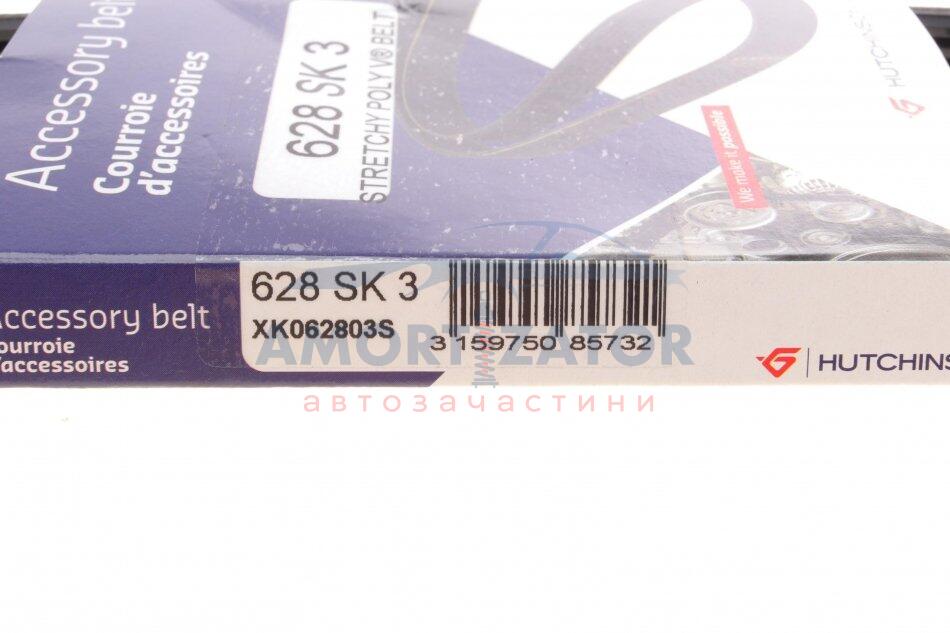 Accessory belt
Courroie
d'accessoires
628 SK 3
STRETCHY POLY V® BELT
HUTCHINS
We make it possible
Accessory belt
Courroie
d'accessoires
628 SK 3
XK062803S
3 159750 85732
HUTCHINS
AMORTIZATOR
автозачастини